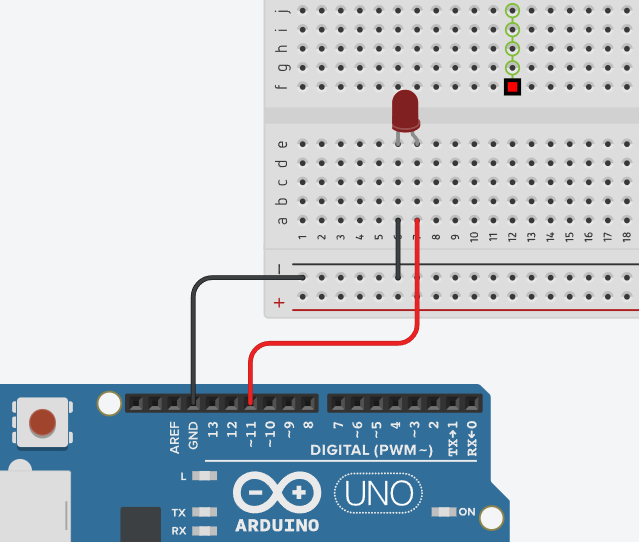 j
i
h
g
f
e
d
c
b
a
1 2 3 4 5 6 7 8 9 10 11 12 13 14 15 16 17 18
−
+
AREF GND 13 12 ~11 ~10 ~9 8 7 ~6 ~5 4 ~3 2 TX→1 RX←0
DIGITAL (PWM~)
L
TX
RX
ARDUINO
UNO
ON